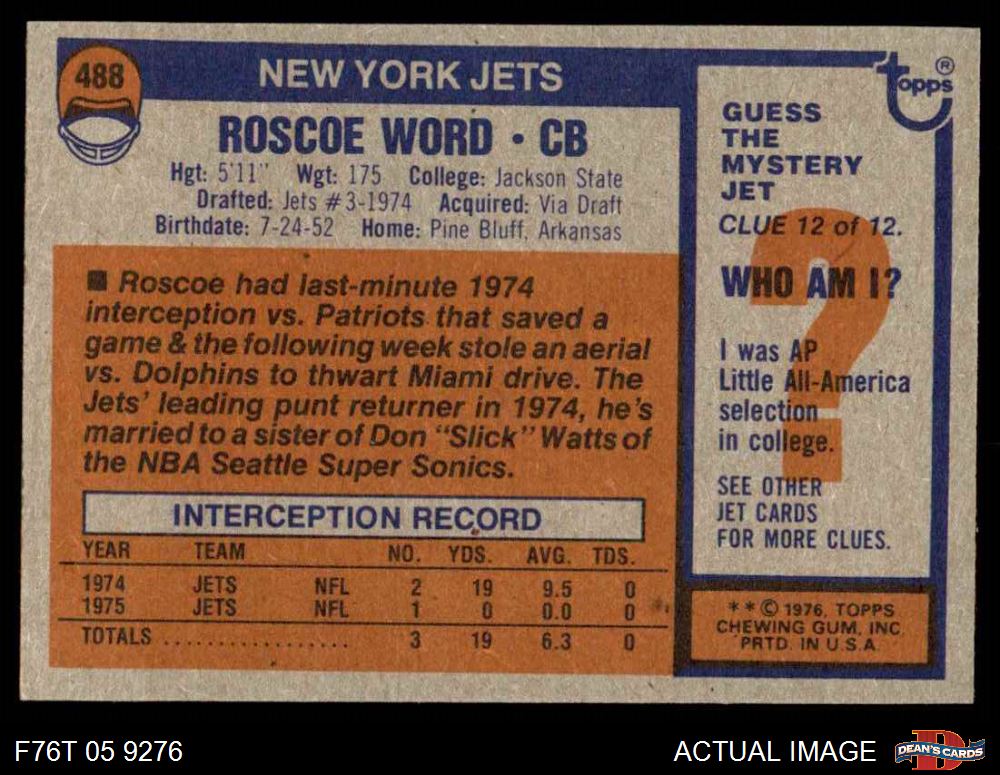 488
NEW YORK JETS
ROSCOE WORD • CB
Hgt: 5'11" Wgt: 175 College: Jackson State
Drafted: Jets #3-1974 Acquired: Via Draft
Birthdate: 7-24-52 Home: Pine Bluff, Arkansas
■ Roscoe had last-minute 1974
interception vs. Patriots that saved a
game & the following week stole an aerial
vs. Dolphins to thwart Miami drive. The
Jets' leading punt returner in 1974, he's
married to a sister of Don "Slick" Watts of
the NBA Seattle Super Sonics.
INTERCEPTION RECORD
YEAR TEAM NO. YDS. AVG. TDS.
1974 JETS NFL 2 19 9.5 0
1975 JETS NFL 1 0 0.0 0
TOTALS .................. 3 19 6.3 0
topps ®
GUESS
THE
MYSTERY
JET
CLUE 12 of 12.
WHO AM I?
?
I was AP
Little All-America
selection
in college.
SEE OTHER
JET CARDS
FOR MORE CLUES.
* * © 1976, TOPPS
CHEWING GUM, INC.
PRTD. IN U.S.A.
F76T 05 9276
ACTUAL IMAGE
D
DEAN'S CARDS